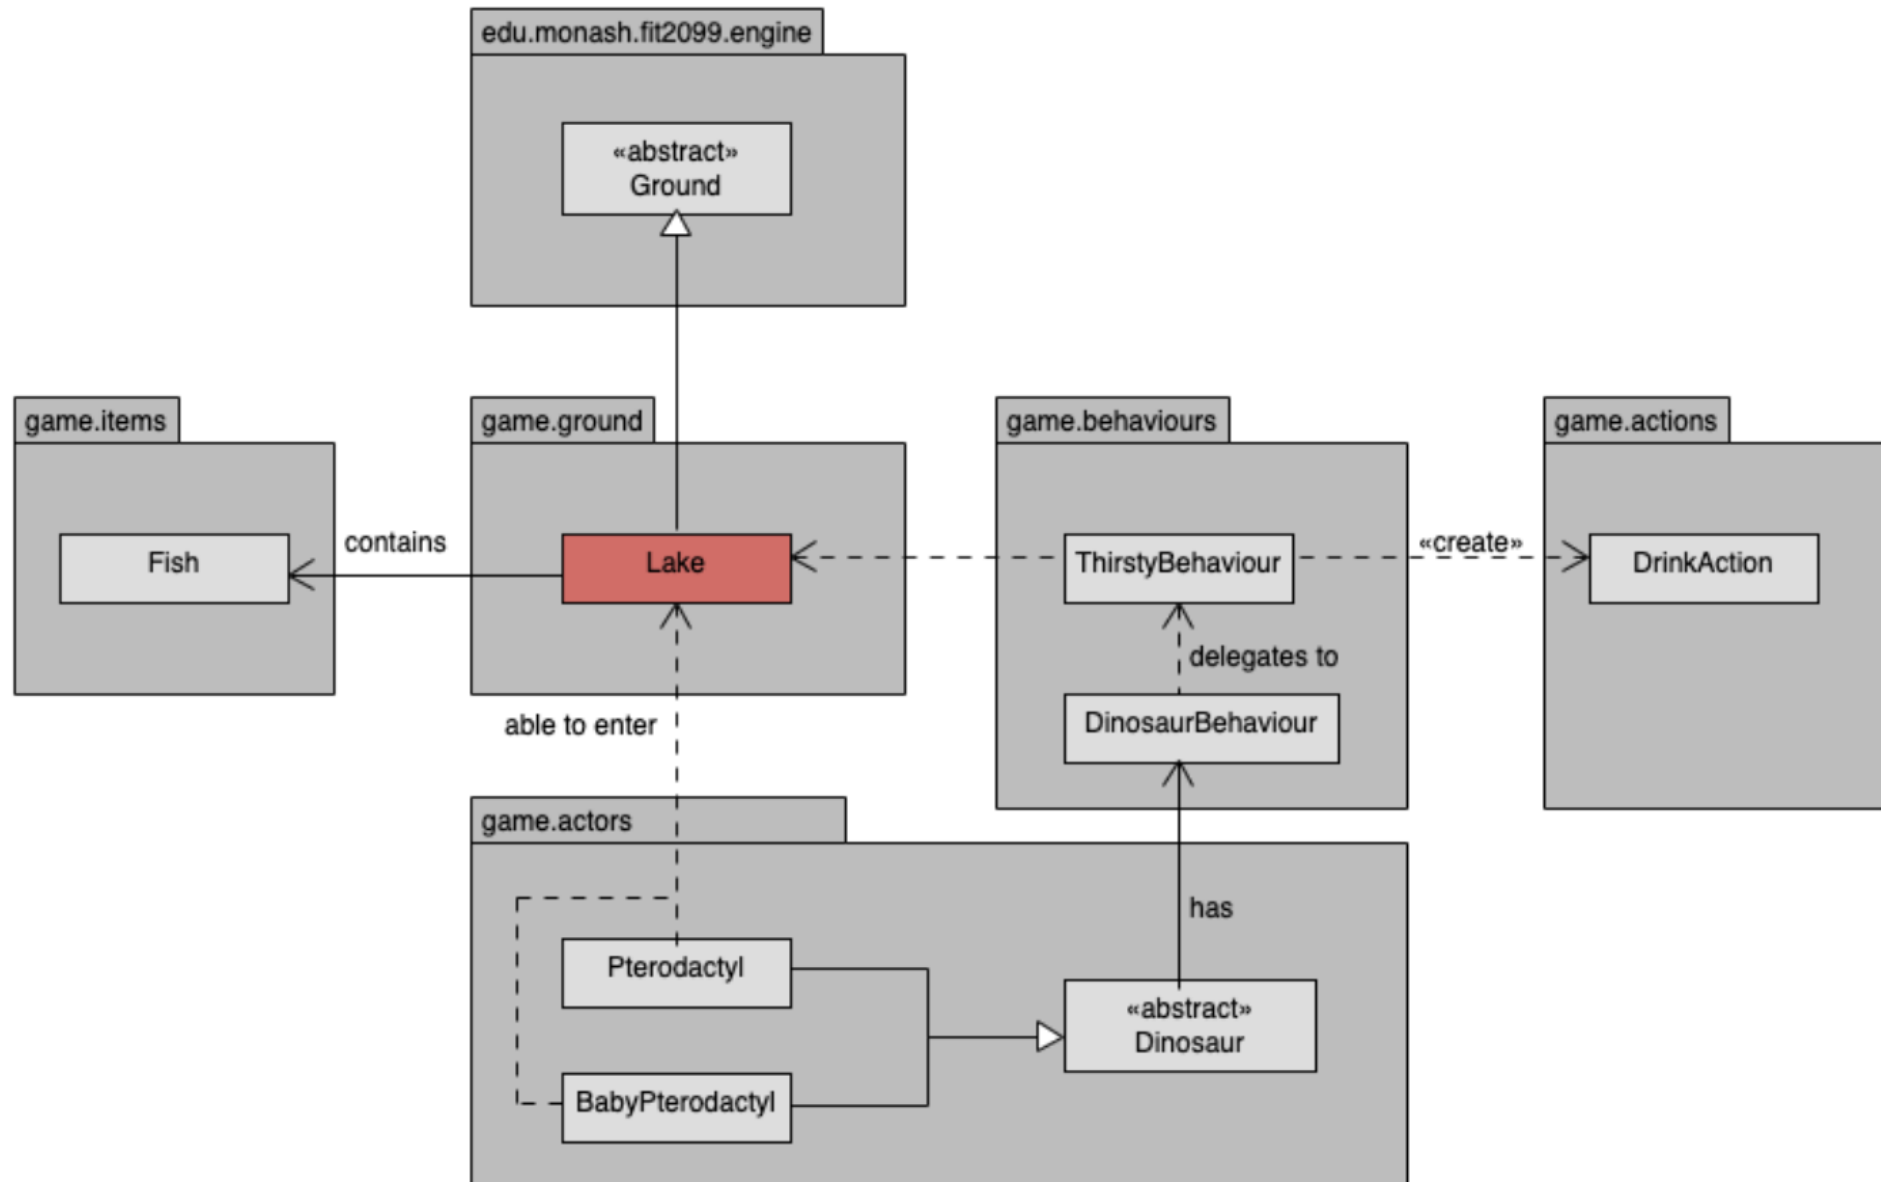 edu.monash.fit2099.engine
«abstract»
Ground
game.items
game.ground
game.behaviours
game.actions
Fish
contains
Lake
ThirstyBehaviour
«create»
DrinkAction
delegates to
DinosaurBehaviour
able to enter
game.actors
has
Pterodactyl
«abstract»
Dinosaur
BabyPterodactyl